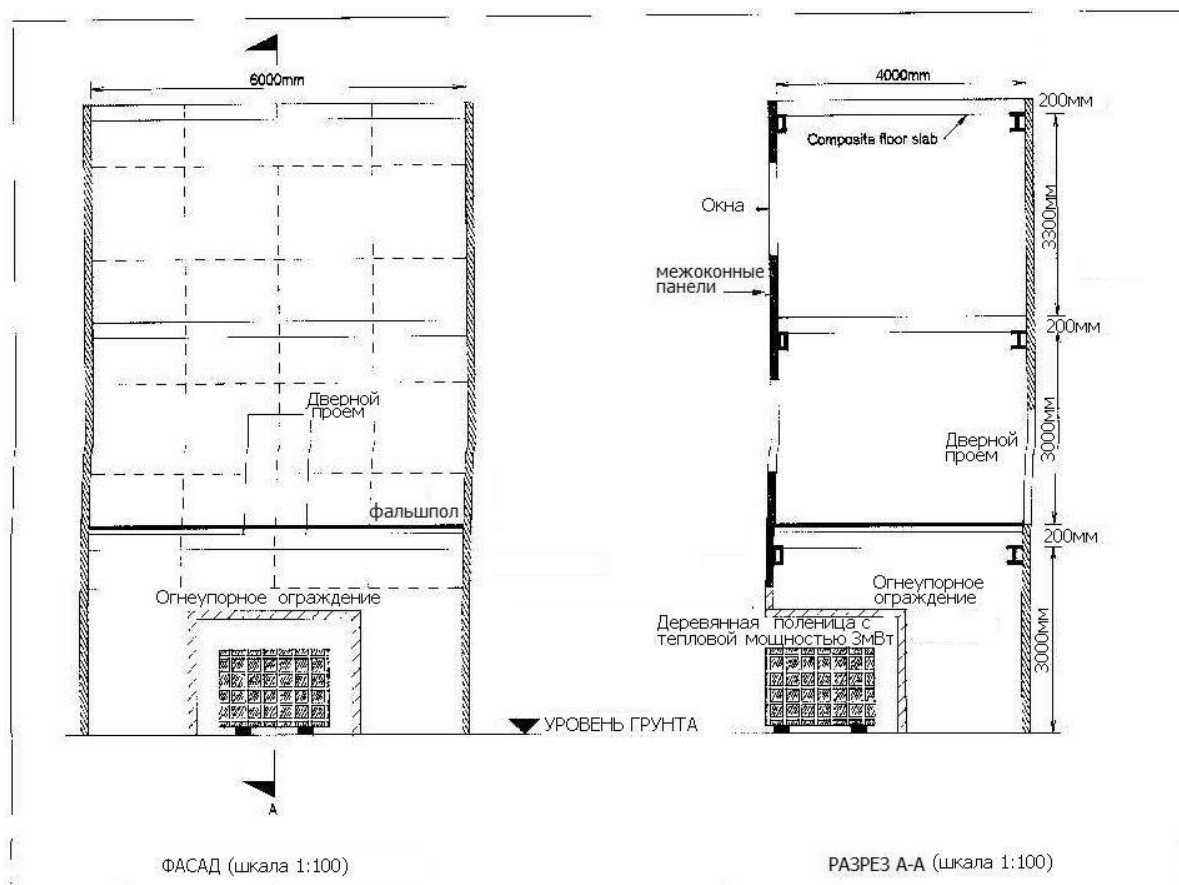 6000mm
Дверной
проем
фальшпол
Огнеупорное ограждение
A
ФАСАД (шкала 1:100)
УРОВЕНЬ ГРУНТА
4000mm
200мм
Composite floor slab
Окна
3300мм
межоконные
панели
200мм
Дверной
проем
3000мм
200мм
Огнеупорное
ограждение
Деревянная поленица с
тепловой мощностью 3мВт
3000мм
РАЗРЕЗ А-А (шкала 1:100)